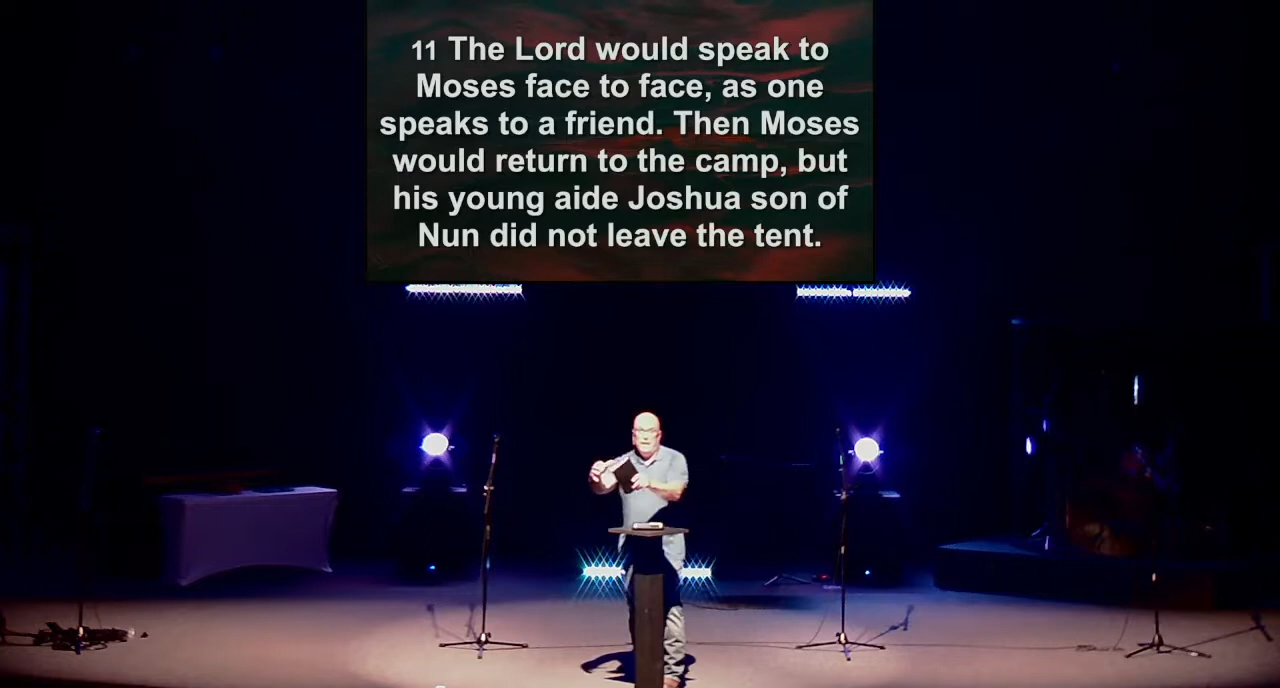 11 The Lord would speak to
Moses face to face, as one
speaks to a friend. Then Moses
would return to the camp, but
his young aide Joshua son of
Nun did not leave the tent.